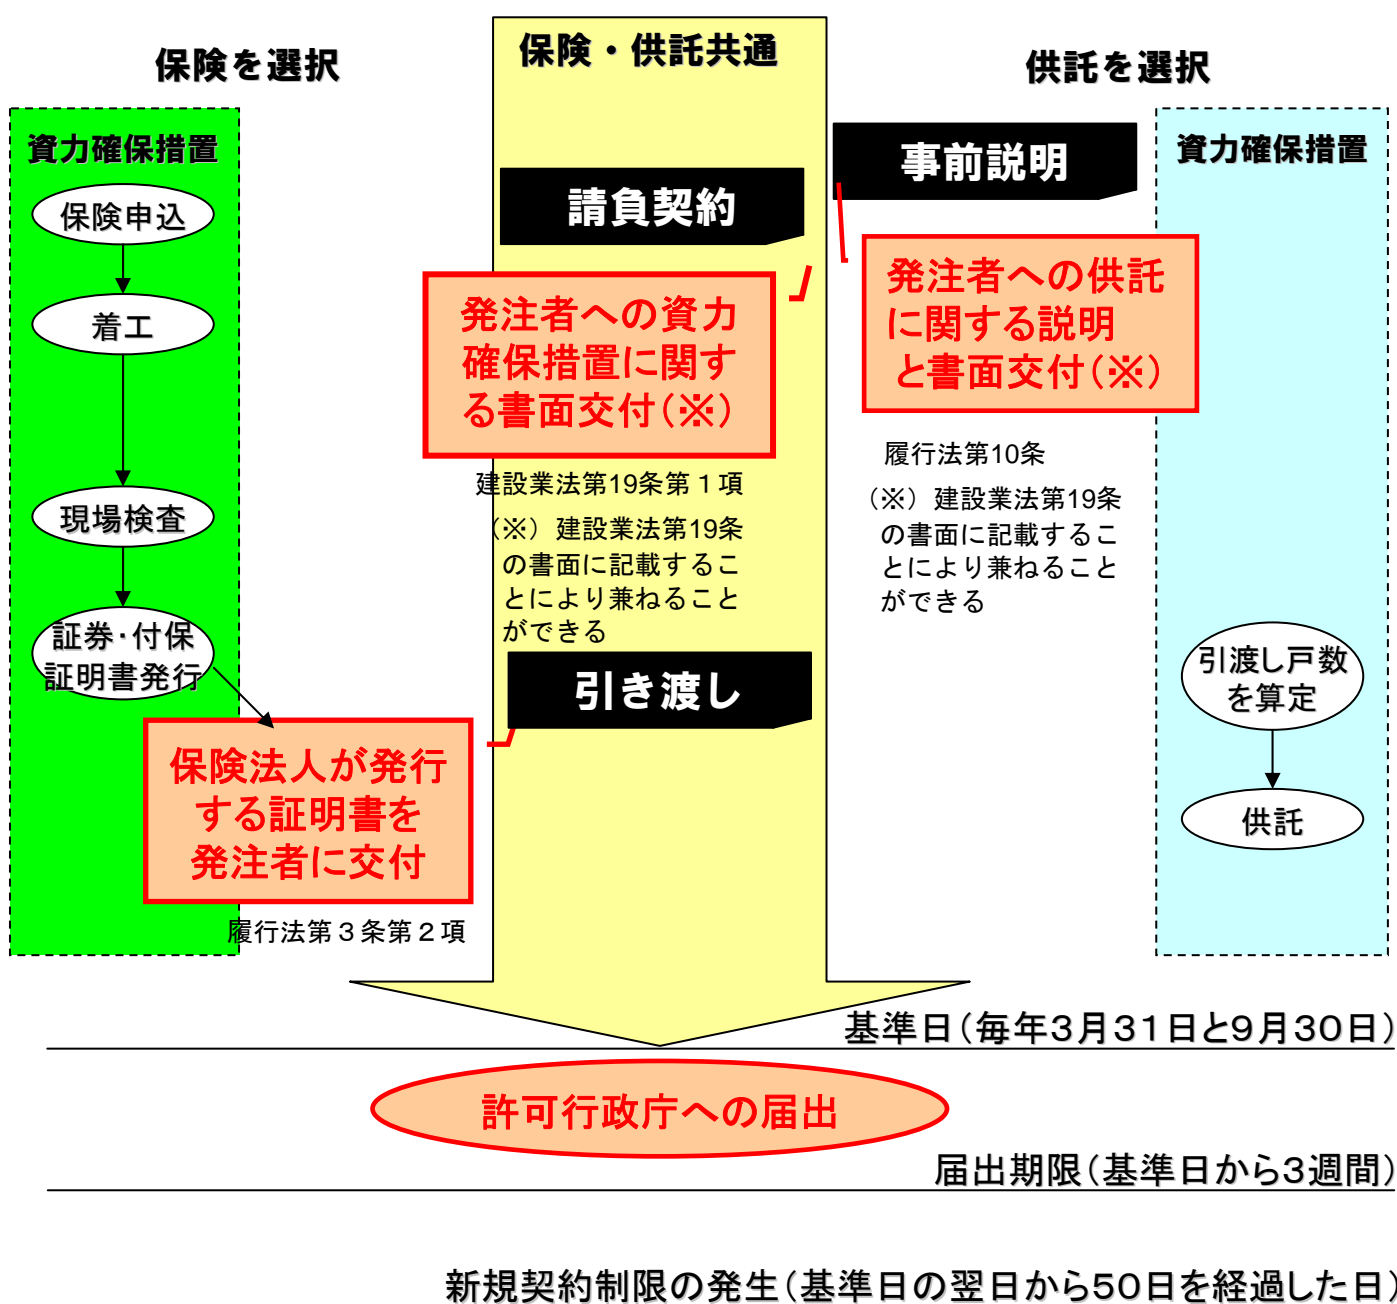 保険を選択
資力確保措置
保険申込
着工
現場検査
証券･付保
証明書発行
保険法人が発行
する証明書を
発注者に交付
履行法第３条第２項
保険・供託共通
請負契約
発注者への資力
確保措置に関す
る書面交付(※)
建設業法第19条第１項
（※）建設業法第19条
の書面に記載するこ
とにより兼ねること
ができる
引き渡し
供託を選択
事前説明
発注者への供託
に関する説明
と書面交付(※)
履行法第10条
（※）建設業法第19条
の書面に記載するこ
とにより兼ねること
ができる
資力確保措置
引渡し戸数
を算定
供託
基準日(毎年３月３１日と９月３０日)
許可行政庁への届出
届出期限(基準日から３週間)
新規契約制限の発生(基準日の翌日から５０日を経過した日)